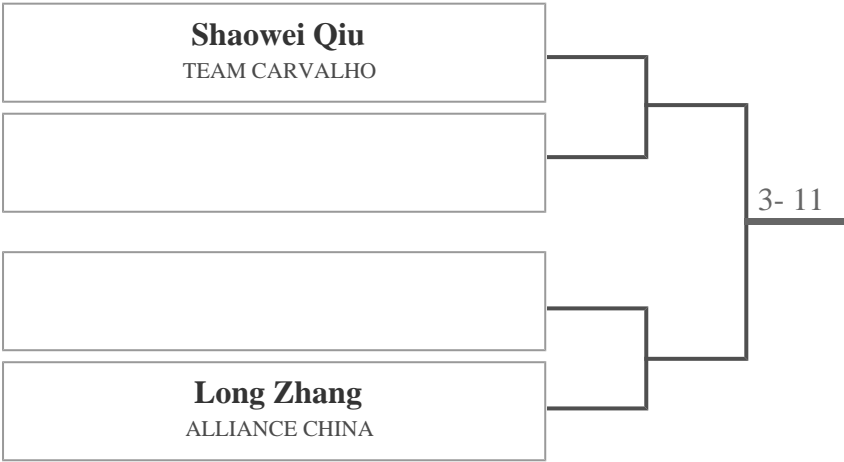 Shaowei Qiu
TEAM CARVALHO
3- 11
Long Zhang
ALLIANCE CHINA